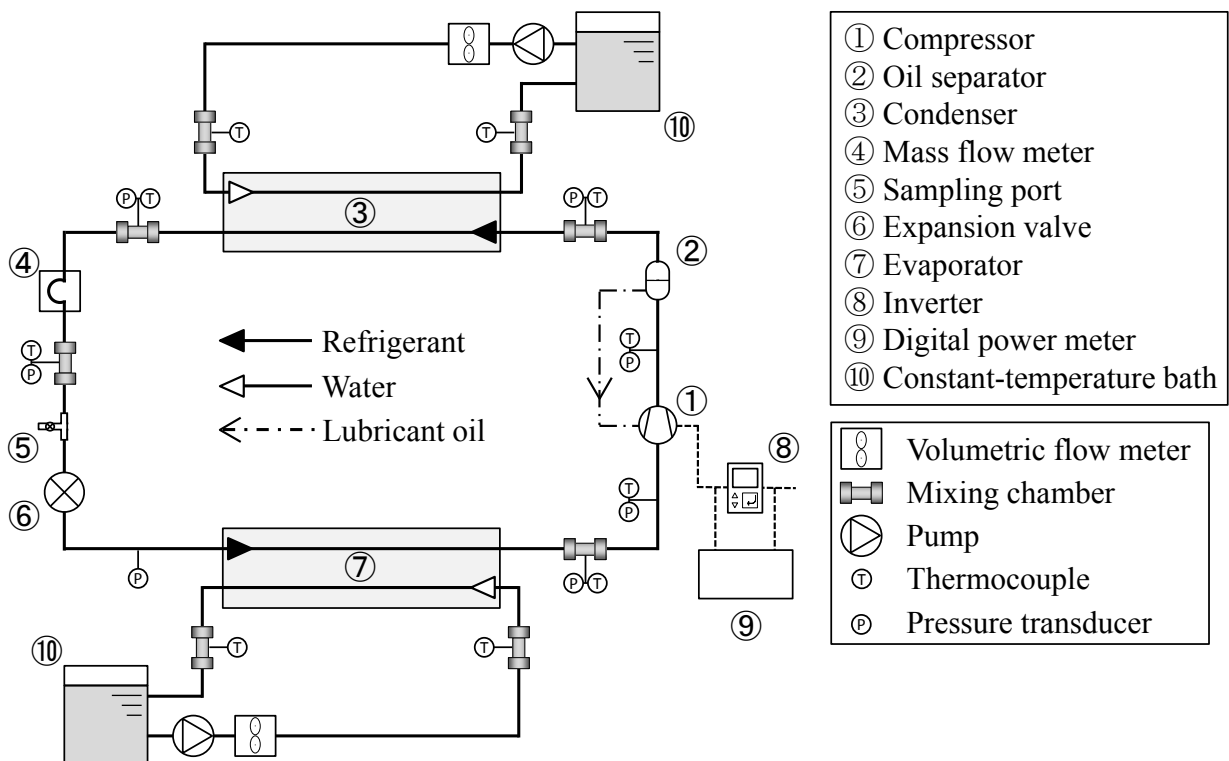 ① Compressor
② Oil separator
③ Condenser
④ Mass flow meter
⑤ Sampling port
⑥ Expansion valve
⑦ Evaporator
⑧ Inverter
⑨ Digital power meter
⑩ Constant-temperature bath
Volumetric flow meter
Mixing chamber
Pump
Ⓣ Thermocouple
Ⓟ Pressure transducer
⑩
Ⓣ
Ⓣ
③
Ⓟ Ⓣ
Ⓟ Ⓣ
②
④
Refrigerant
Water
Lubricant oil
Ⓣ
Ⓟ
Ⓣ
Ⓟ
①
⑤
⑧
⑥
Ⓣ
Ⓟ
⑦
Ⓟ
Ⓟ Ⓣ
⑨
⑩
Ⓣ
Ⓣ